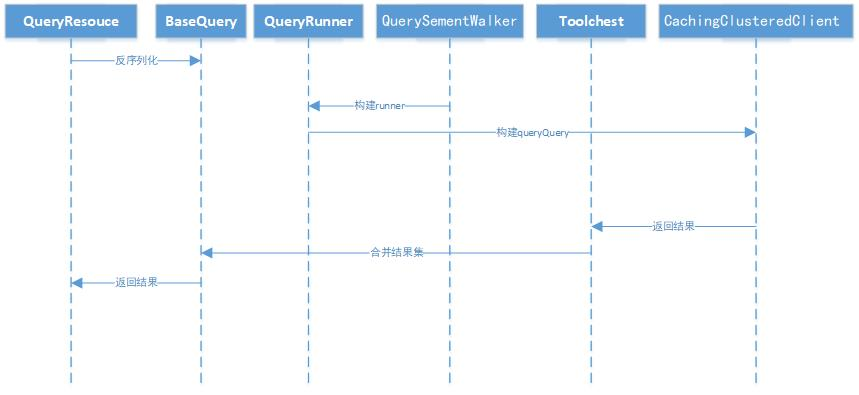 QueryResouce BaseQuery QueryRunner QuerySementWalker Toolchest CachingClusteredClient
反序列化
构建runner
构建queryQuery
返回结果
合并结果集
返回结果